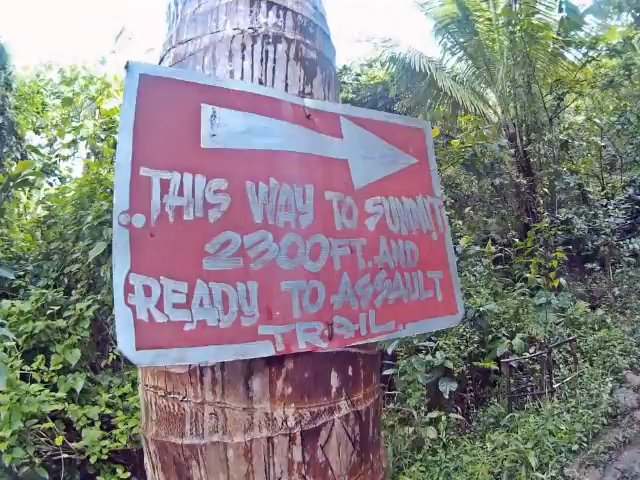 ..THIS WAY TO SUMMIT
2300FT. AND
READY TO ASSAULT
TRAIL.